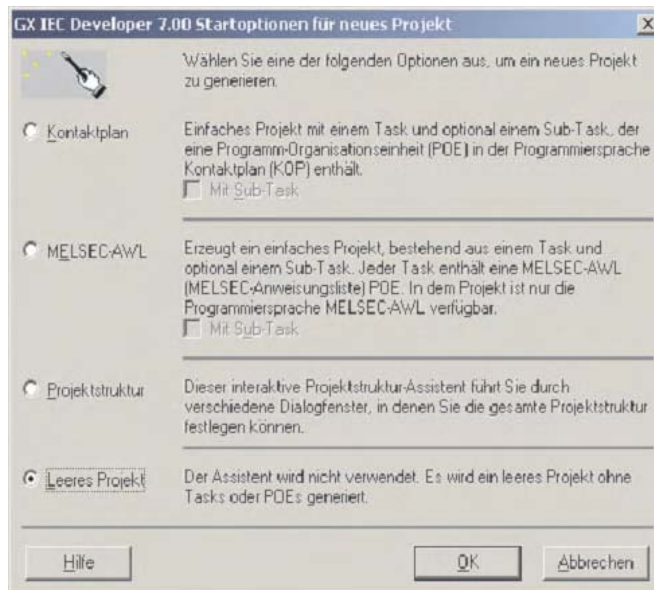 GX IEC Developer 7.00 Startoptionen für neues Projekt
Wählen Sie eine der folgenden Optionen aus, um ein neues Projekt
zu generieren.
Kontaktplan
Einfaches Projekt mit einem Task und optional einem Sub-Task, der
eine Programm-Organisationseinheit (POE) in der Programmiersprache
Kontaktplan (KOP) enthält.
Mit Sub-Task
MELSEC-AWL
Erzeugt ein einfaches Projekt, bestehend aus einem Task und
optional einem Sub-Task. Jeder Task enthält eine MELSEC-AWL
(MELSEC-Anweisungsliste) POE. In dem Projekt ist nur die
Programmiersprache MELSEC-AWL verfügbar.
Mit Sub-Task
Projektstruktur
Dieser interaktive Projektstruktur-Assistent führt Sie durch
verschiedene Dialogfenster, in denen Sie die gesamte Projektstruktur
festlegen können.
Leeres Projekt
Der Assistent wird nicht verwendet. Es wird ein leeres Projekt ohne
Tasks oder POEs generiert.
Hilfe
OK
Abbrechen